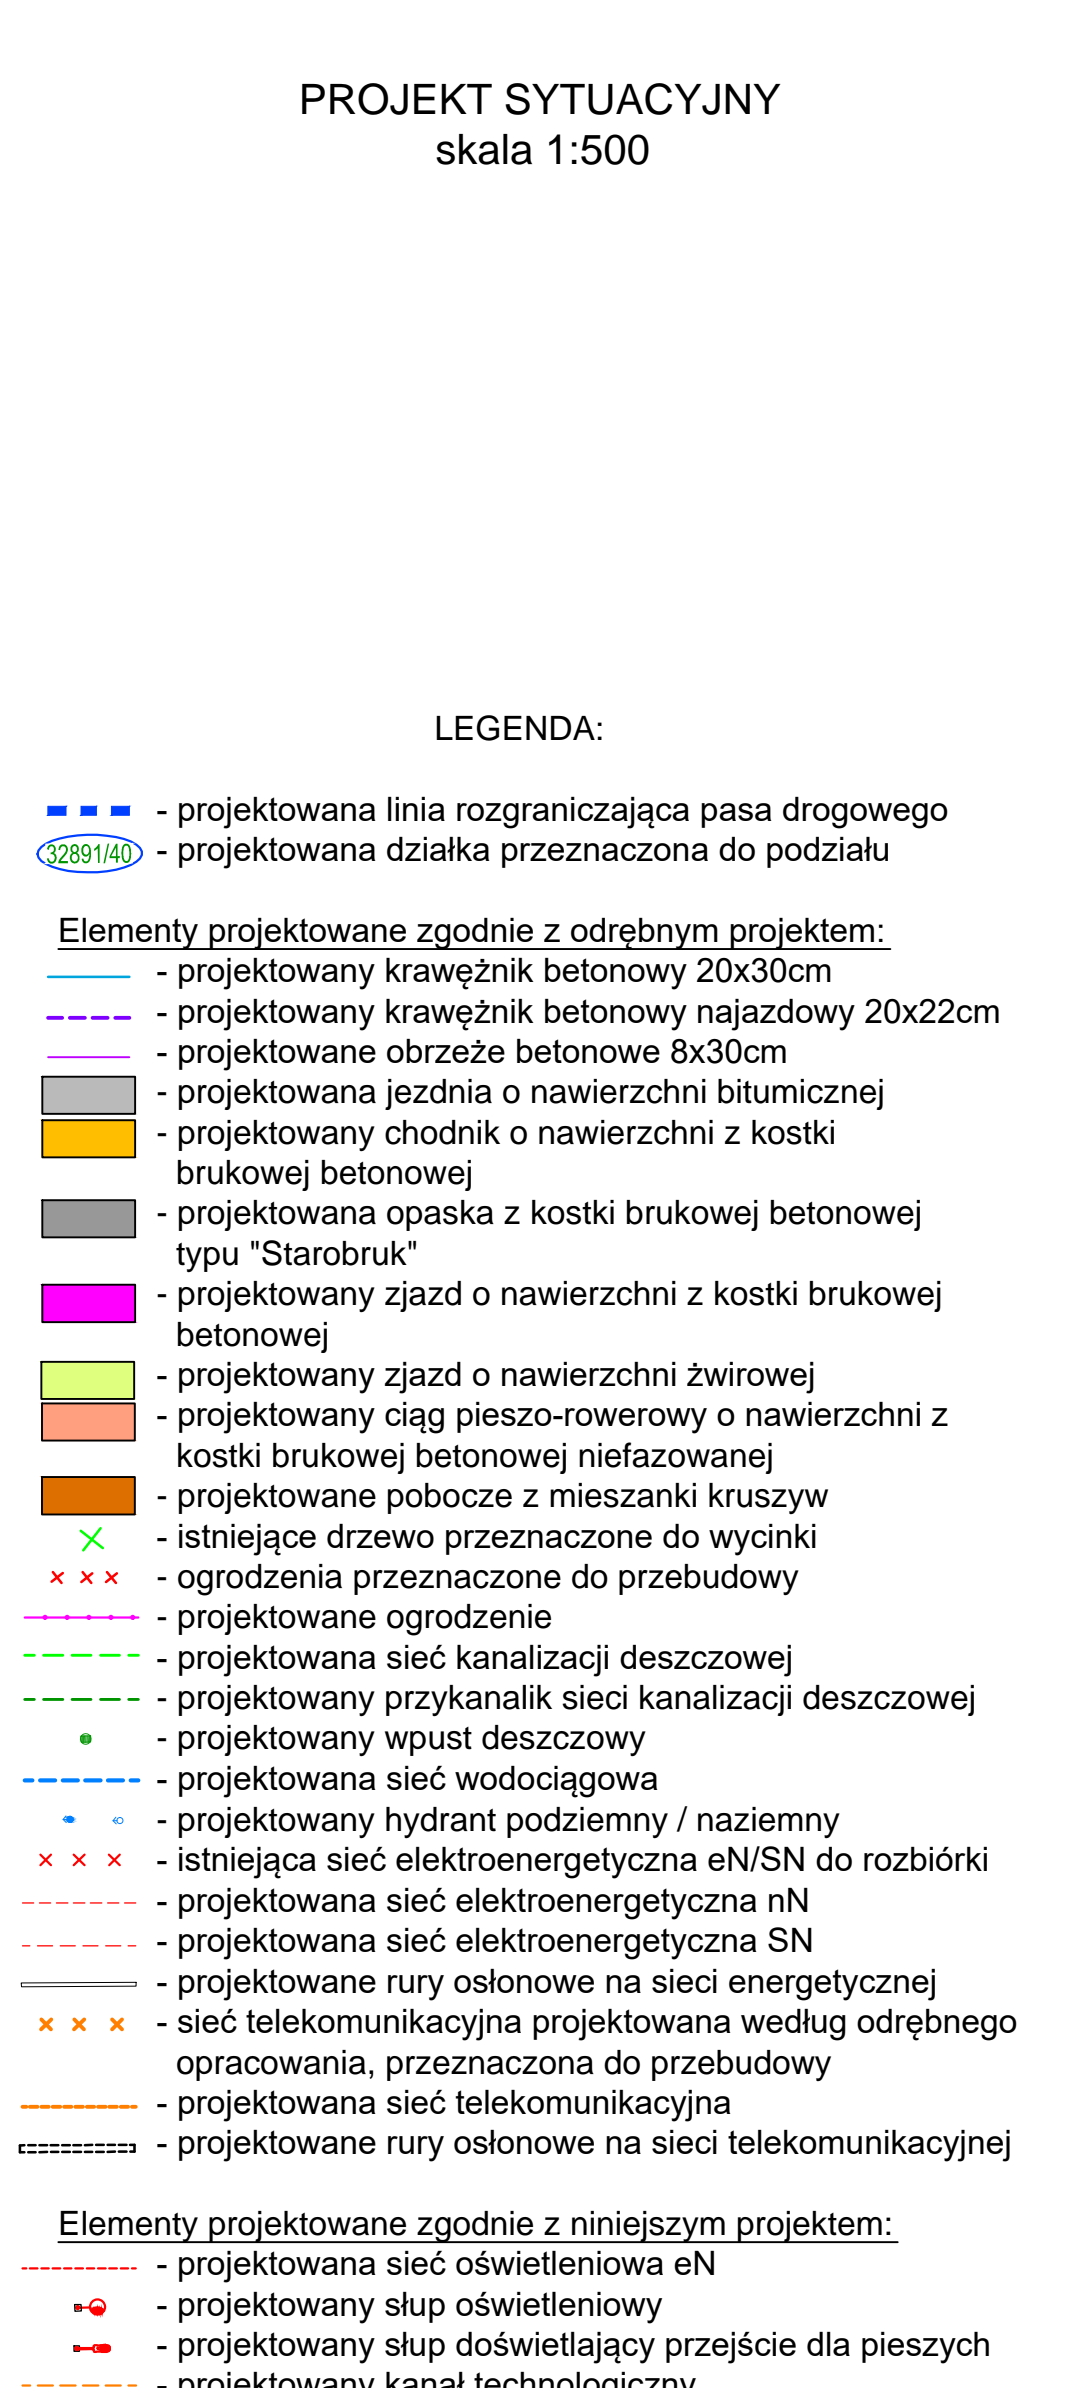 PROJEKT SYTUACYJNY
skala 1:500
LEGENDA:
- projektowana linia rozgraniczająca pasa drogowego
32891/40 - projektowana działka przeznaczona do podziału
Elementy projektowane zgodnie z odrębnym projektem:
- projektowany krawężnik betonowy 20x30cm
- projektowany krawężnik betonowy najazdowy 20x22cm
- projektowane obrzeże betonowe 8x30cm
- projektowana jezdnia o nawierzchni bitumicznej
- projektowany chodnik o nawierzchni z kostki
brukowej betonowej
- projektowana opaska z kostki brukowej betonowej
typu "Starobruk"
- projektowany zjazd o nawierzchni z kostki brukowej
betonowej
- projektowany zjazd o nawierzchni żwirowej
- projektowany ciąg pieszo-rowerowy o nawierzchni z
kostki brukowej betonowej niefazowanej
- projektowane pobocze z mieszanki kruszyw
- istniejące drzewo przeznaczone do wycinki
- ogrodzenia przeznaczone do przebudowy
- projektowane ogrodzenie
- projektowana sieć kanalizacji deszczowej
- projektowany przykanalik sieci kanalizacji deszczowej
- projektowany wpust deszczowy
- projektowana sieć wodociągowa
- projektowany hydrant podziemny / naziemny
- istniejąca sieć elektroenergetyczna eN/SN do rozbiórki
- projektowana sieć elektroenergetyczna nN
- projektowana sieć elektroenergetyczna SN
- projektowane rury osłonowe na sieci energetycznej
- sieć telekomunikacyjna projektowana według odrębnego
opracowania, przeznaczona do przebudowy
- projektowana sieć telekomunikacyjna
- projektowane rury osłonowe na sieci telekomunikacyjnej
Elementy projektowane zgodnie z niniejszym projektem:
- projektowana sieć oświetleniowa eN
- projektowany słup oświetleniowy
- projektowany słup doświetlający przejście dla pieszych
- projektowany kanał technologiczny